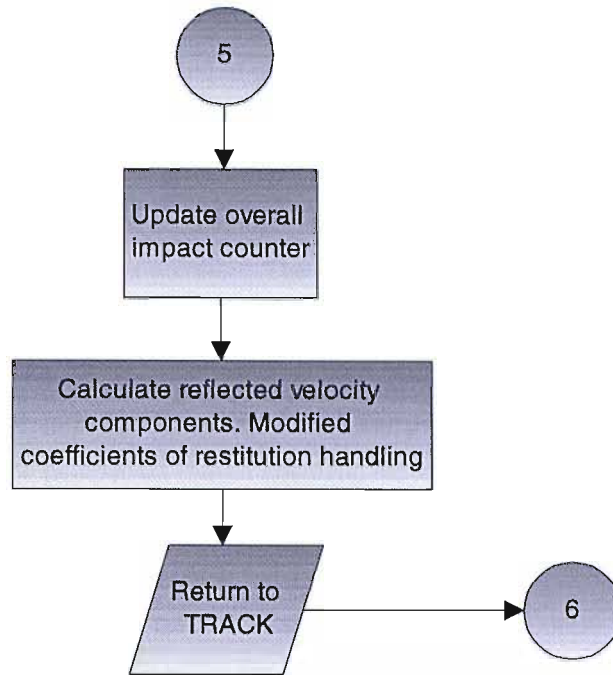 5
Update overall
impact counter
Calculate reflected velocity
components. Modified
coefficients of restitution handling
Return to
TRACK
6